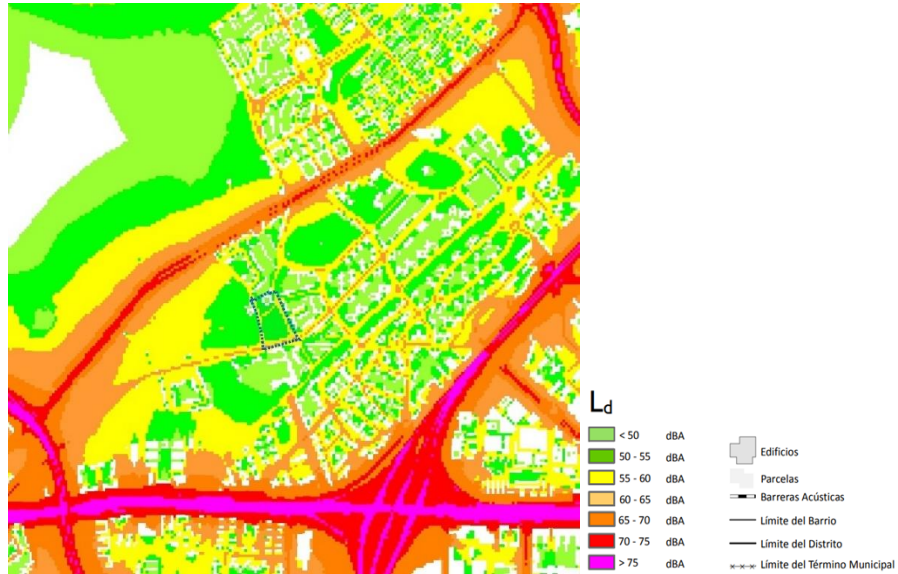 Ld
< 50 dBA
50 - 55 dBA
55 - 60 dBA
60 - 65 dBA
65 - 70 dBA
70 - 75 dBA
> 75 dBA
Edificios
Parcelas
Barreras Acústicas
Límite del Barrio
Límite del Distrito
Límite del Término Municipal